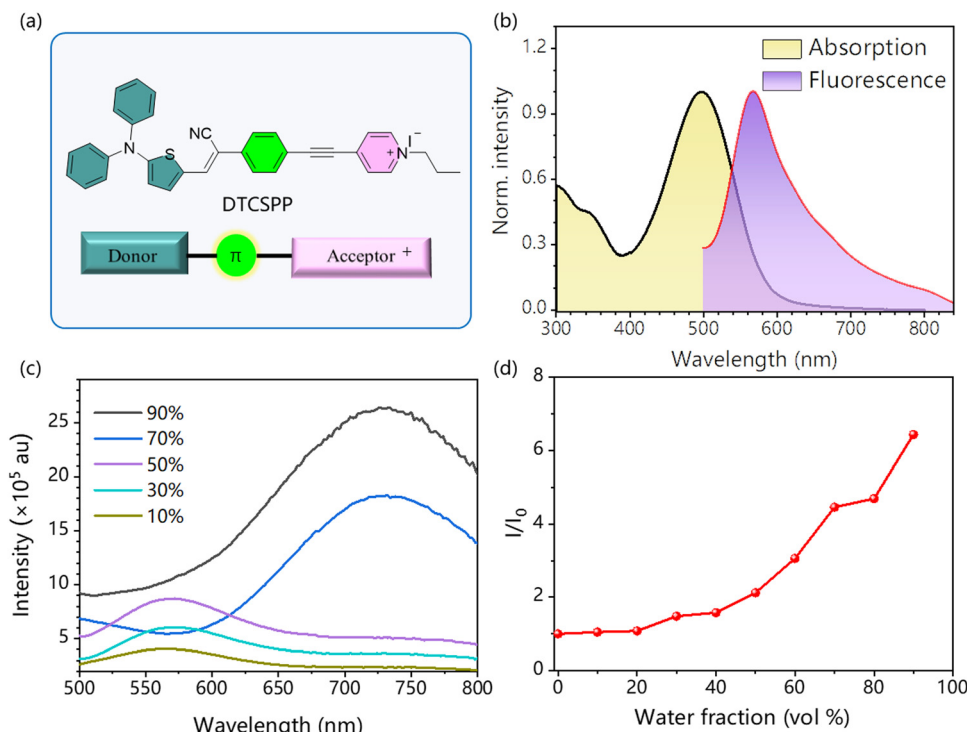 (a)
N
S
NC
I⁻
N
+
DTCSPP
Donor
π
Acceptor +
(b)
Absorption
Fluorescence
Norm. intensity
1.2
0.9
0.6
0.3
0.0
300 400 500 600 700 800
Wavelength (nm)
(c)
90%
70%
50%
30%
10%
Intensity (×10⁵ au)
25
20
15
10
5
500 550 600 650 700 750 800
Wavelength (nm)
(d)
I/I₀
8
6
4
2
0
0 20 40 60 80 100
Water fraction (vol %)